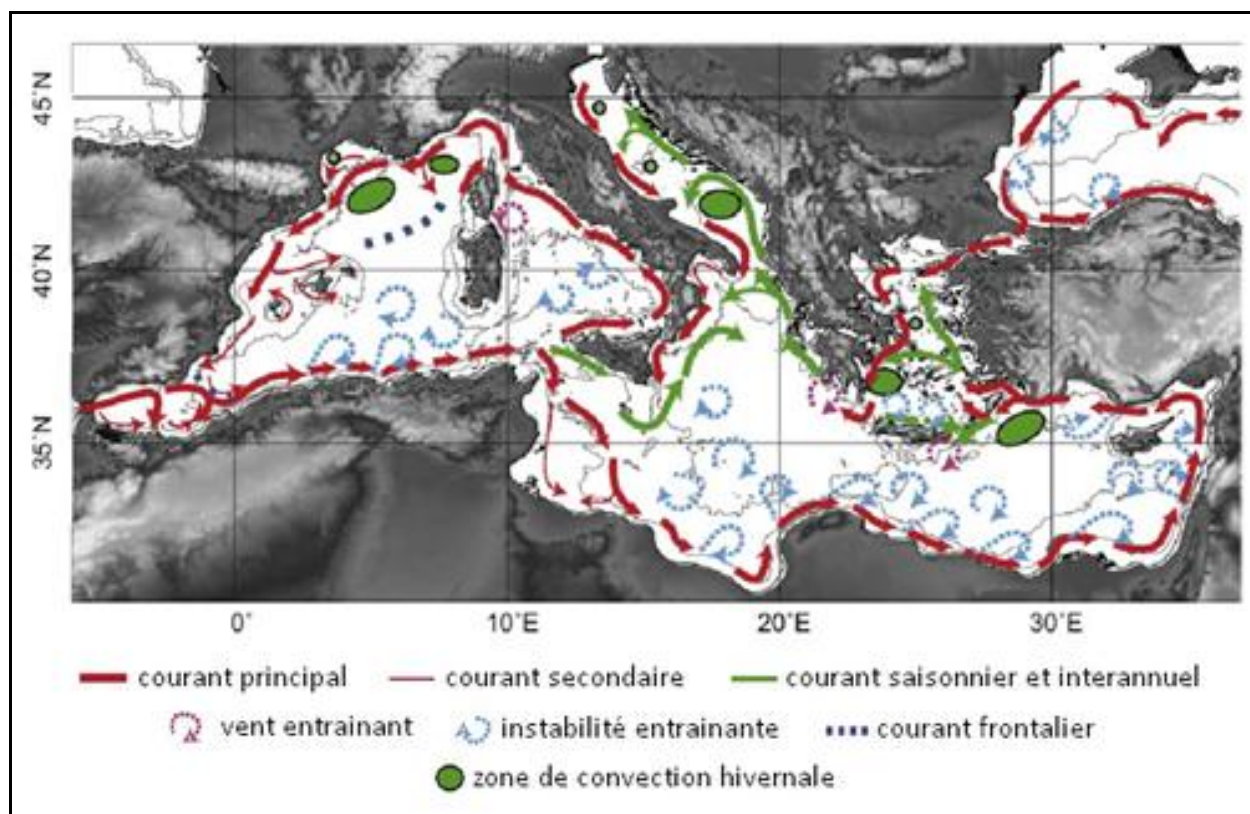 45°N
40°N
35°N
0° 10°E 20°E 30°E
courant principal courant secondaire courant saisonnier et interannuel
vent entrainant instabilité entrainante courant frontalier
zone de convection hivernale